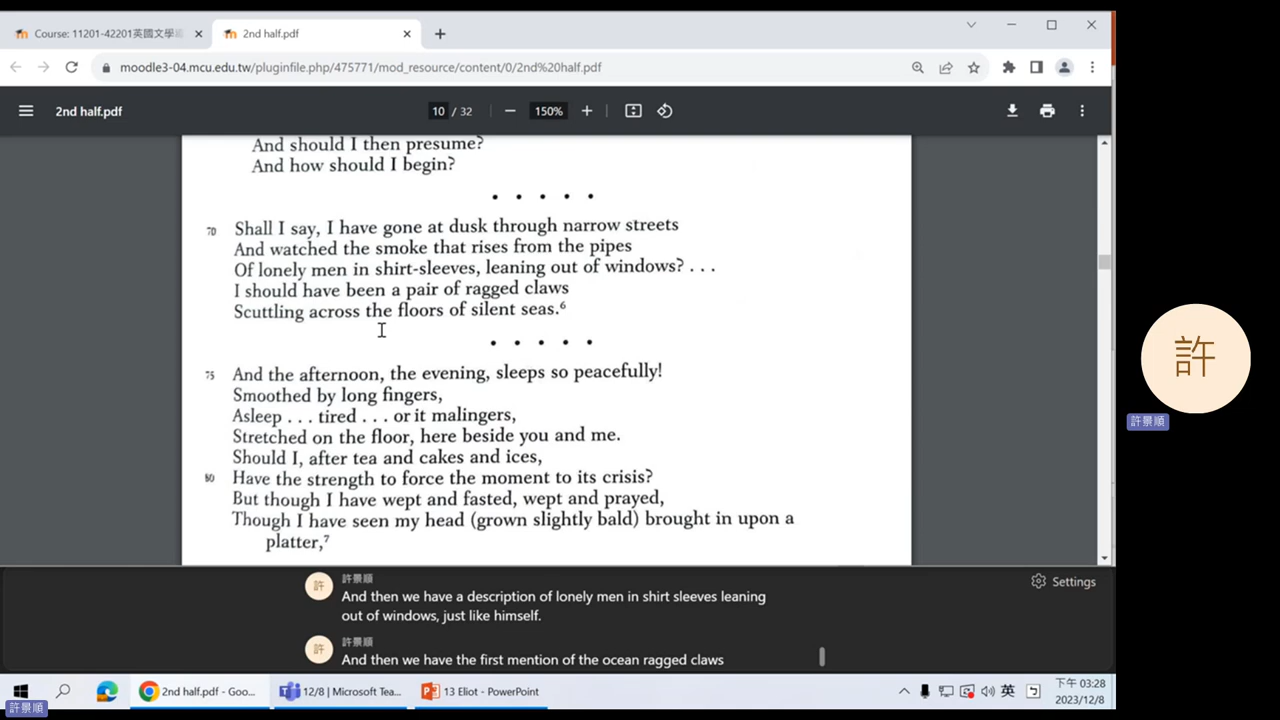 Course: 11201-42201英國文學
2nd half.pdf
moodle3-04.mcu.edu.tw/pluginfile.php/475771/mod_resource/content/0/2nd%20half.pdf
2nd half.pdf
10 / 32
150%
And should I then presume?
And how should I begin?
. . . . .
70 Shall I say, I have gone at dusk through narrow streets
And watched the smoke that rises from the pipes
Of lonely men in shirt-sleeves, leaning out of windows? . . .
I should have been a pair of ragged claws
Scuttling across the floors of silent seas.⁶
. . . . .
75 And the afternoon, the evening, sleeps so peacefully!
Smoothed by long fingers,
Asleep . . . tired . . . or it malingers,
Stretched on the floor, here beside you and me.
Should I, after tea and cakes and ices,
80 Have the strength to force the moment to its crisis?
But though I have wept and fasted, wept and prayed,
Though I have seen my head (grown slightly bald) brought in upon a
platter,⁷
許
許景順
許
許景順
And then we have a description of lonely men in shirt sleeves leaning
out of windows, just like himself.
Settings
許
許景順
And then we have the first mention of the ocean ragged claws
2nd half.pdf - Goo...
12/8 | Microsoft Tea...
13 Eliot - PowerPoint
英
ㄅ
下午 03:28
2023/12/8
許景順